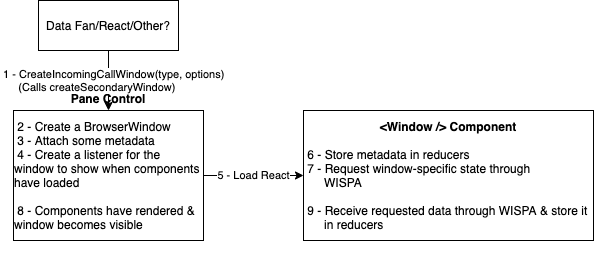 Data Fan/React/Other?
1 - CreateIncomingCallWindow(type, options)
(Calls createSecondaryWindow)
Pane Control
2 - Create a BrowserWindow
3 - Attach some metadata
4 - Create a listener for the
window to show when components
have loaded
8 - Components have rendered &
window becomes visible
5 - Load React
<Window /> Component
6 - Store metadata in reducers
7 - Request window-specific state through
WISPA
9 - Receive requested data through WISPA & store it
in reducers